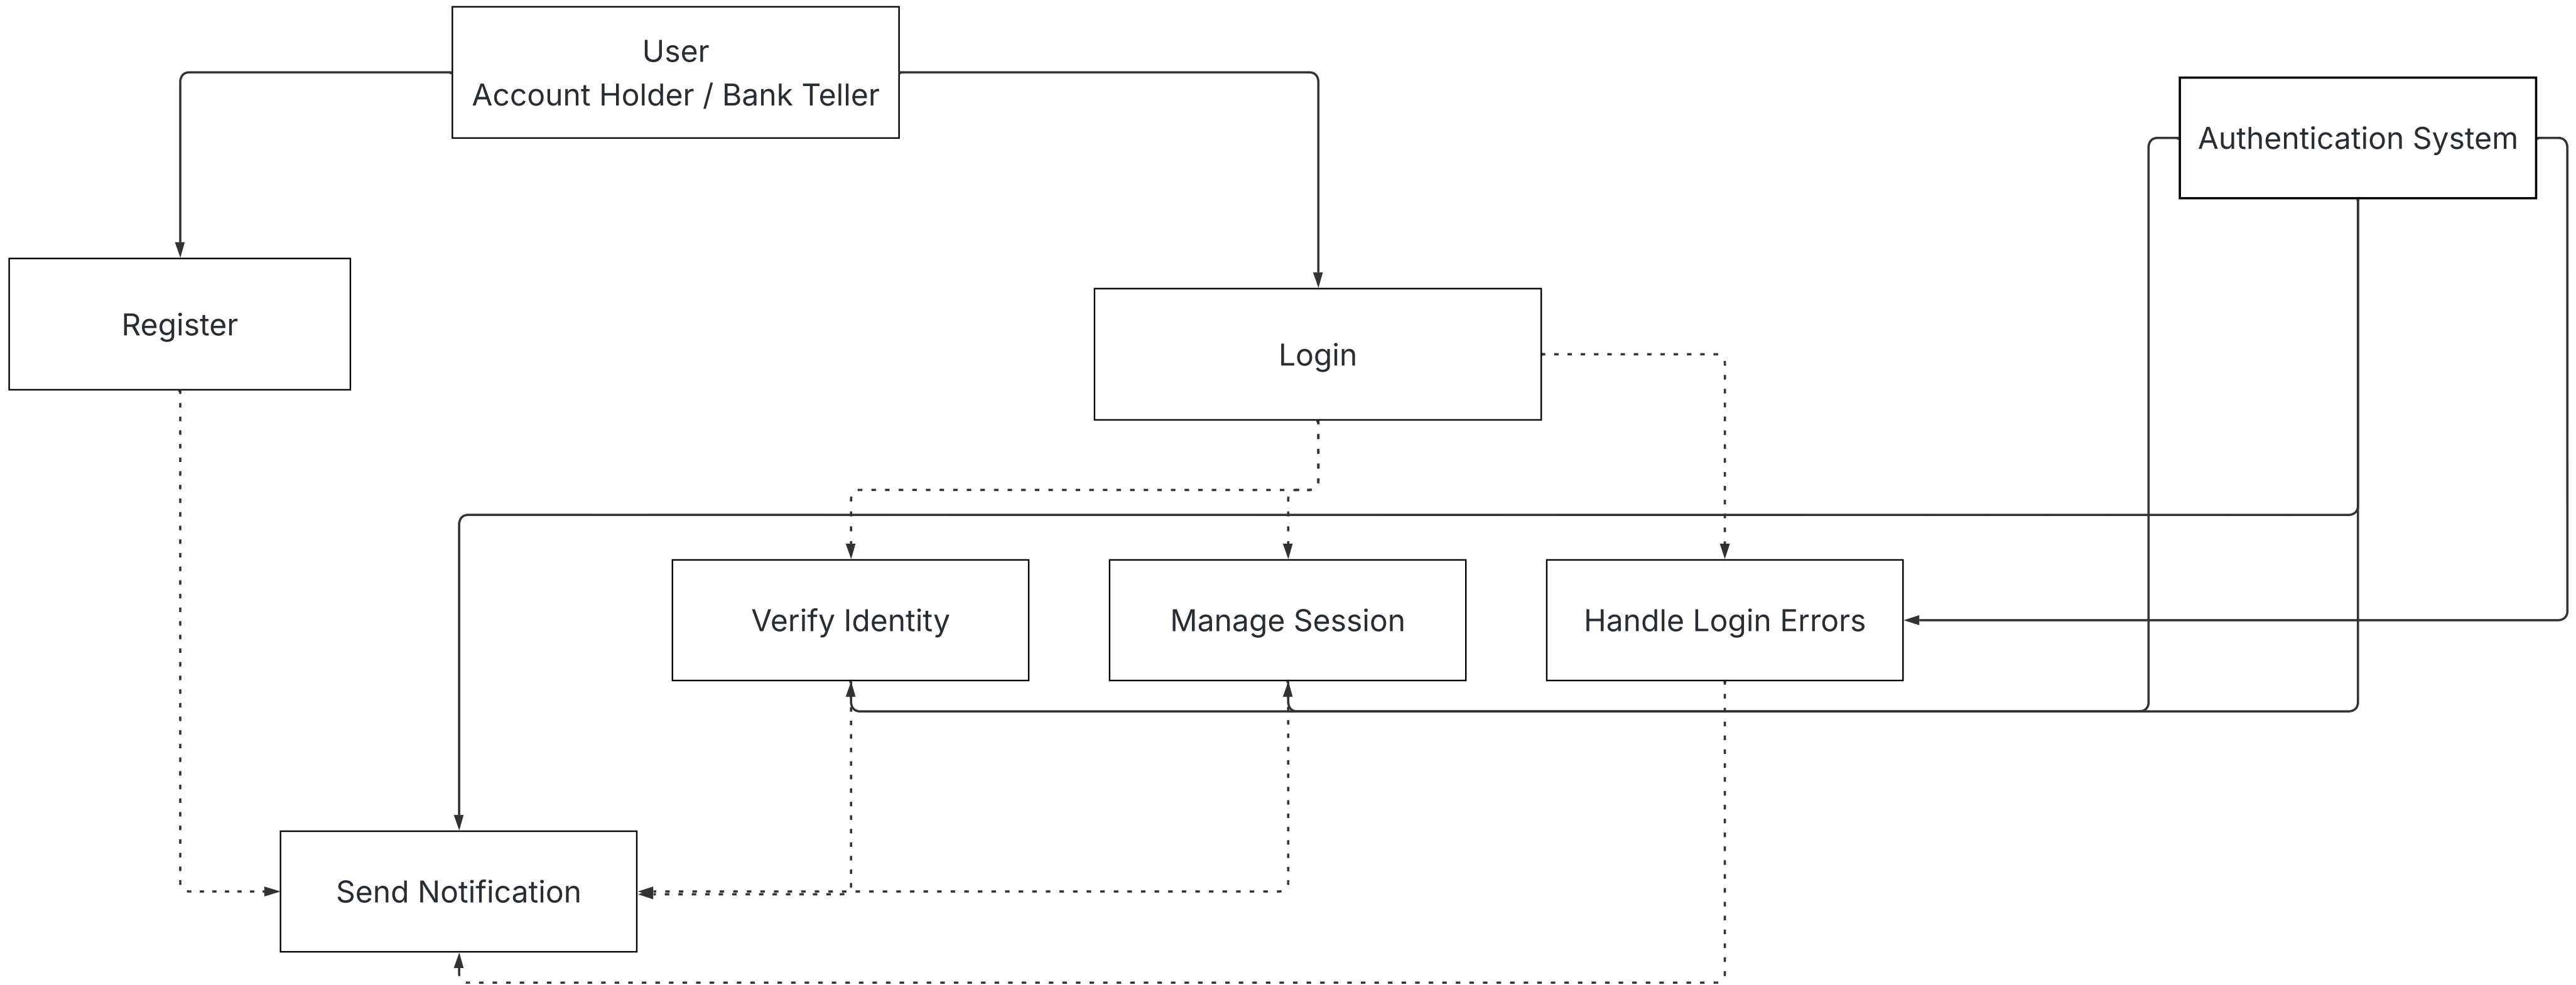 User
Account Holder / Bank Teller
Authentication System
Register
Login
Verify Identity
Manage Session
Handle Login Errors
Send Notification